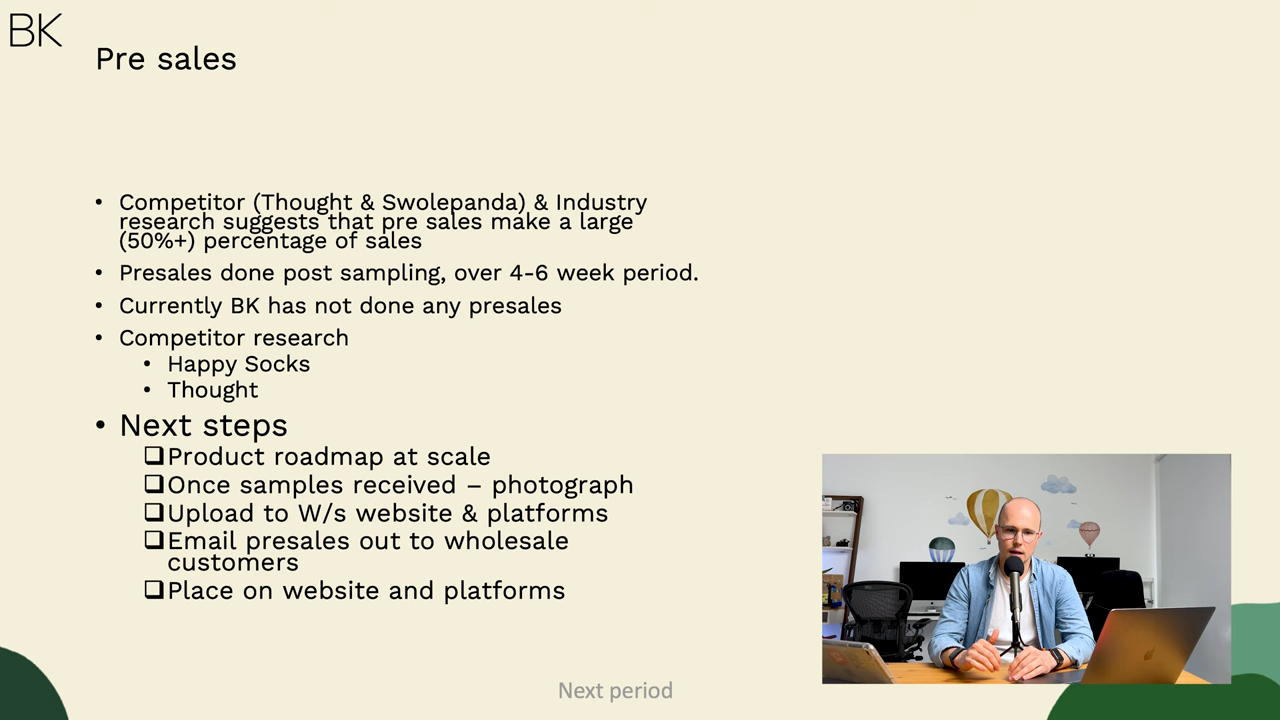 BK
Pre sales
• Competitor (Thought & Swolepanda) & Industry
research suggests that pre sales make a large
(50%+) percentage of sales
• Presales done post sampling, over 4-6 week period.
• Currently BK has not done any presales
• Competitor research
• Happy Socks
• Thought
• Next steps
❑Product roadmap at scale
❑Once samples received – photograph
❑Upload to W/s website & platforms
❑Email presales out to wholesale
customers
❑Place on website and platforms
Next period